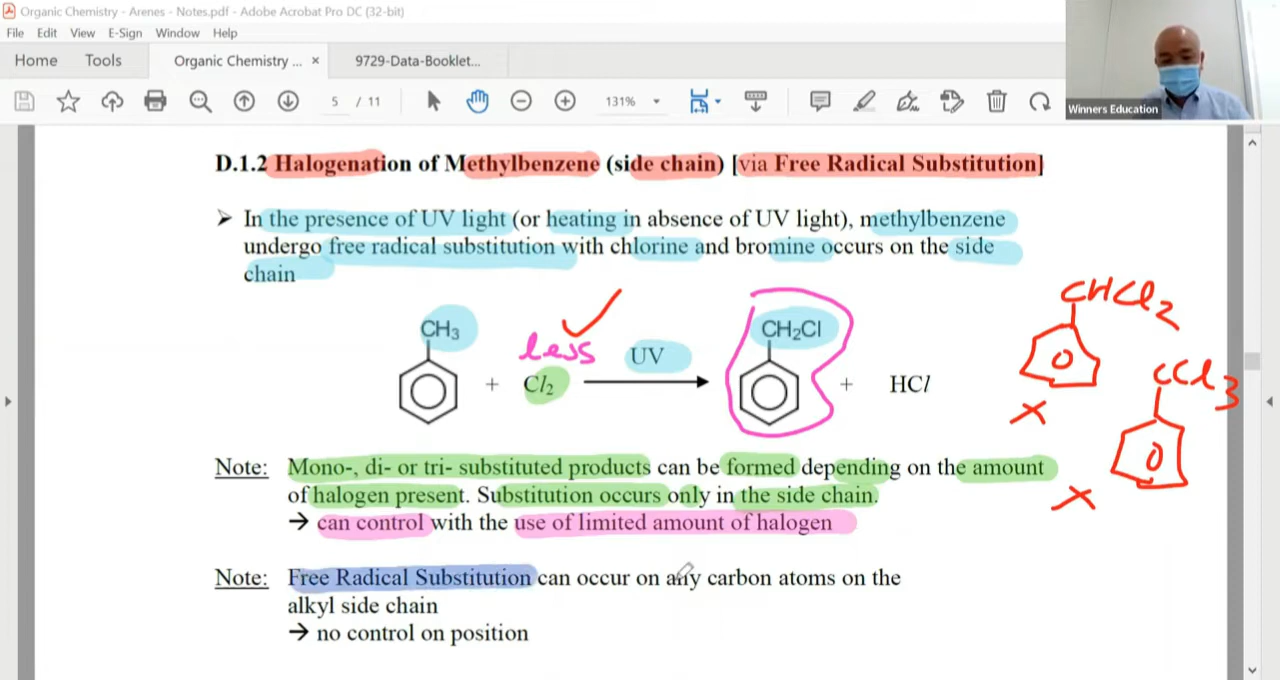 Organic Chemistry - Arenes - Notes.pdf - Adobe Acrobat Pro DC (32-bit)
File Edit View E-Sign Window Help
Home Tools Organic Chemistry ... × 9729-Data-Booklet...
5 / 11 131%
Winners Education
D.1.2 Halogenation of Methylbenzene (side chain) [via Free Radical Substitution]
➢ In the presence of UV light (or heating in absence of UV light), methylbenzene
undergo free radical substitution with chlorine and bromine occurs on the side
chain
CHCl2
CH3 less UV CH2Cl
+ Cl2 + HCl
CCl3
Note: Mono-, di- or tri- substituted products can be formed depending on the amount
of halogen present. Substitution occurs only in the side chain.
→ can control with the use of limited amount of halogen
Note: Free Radical Substitution can occur on any carbon atoms on the
alkyl side chain
→ no control on position